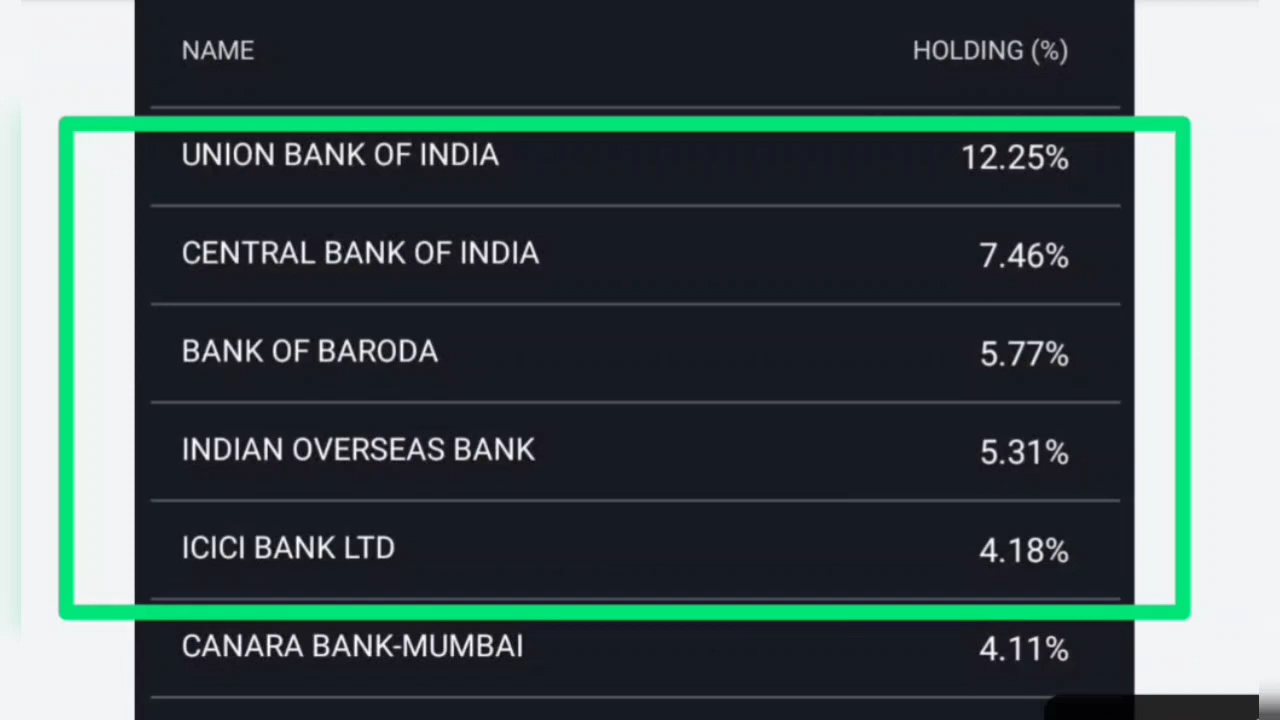 NAME HOLDING (%)
UNION BANK OF INDIA 12.25%
CENTRAL BANK OF INDIA 7.46%
BANK OF BARODA 5.77%
INDIAN OVERSEAS BANK 5.31%
ICICI BANK LTD 4.18%
CANARA BANK-MUMBAI 4.11%